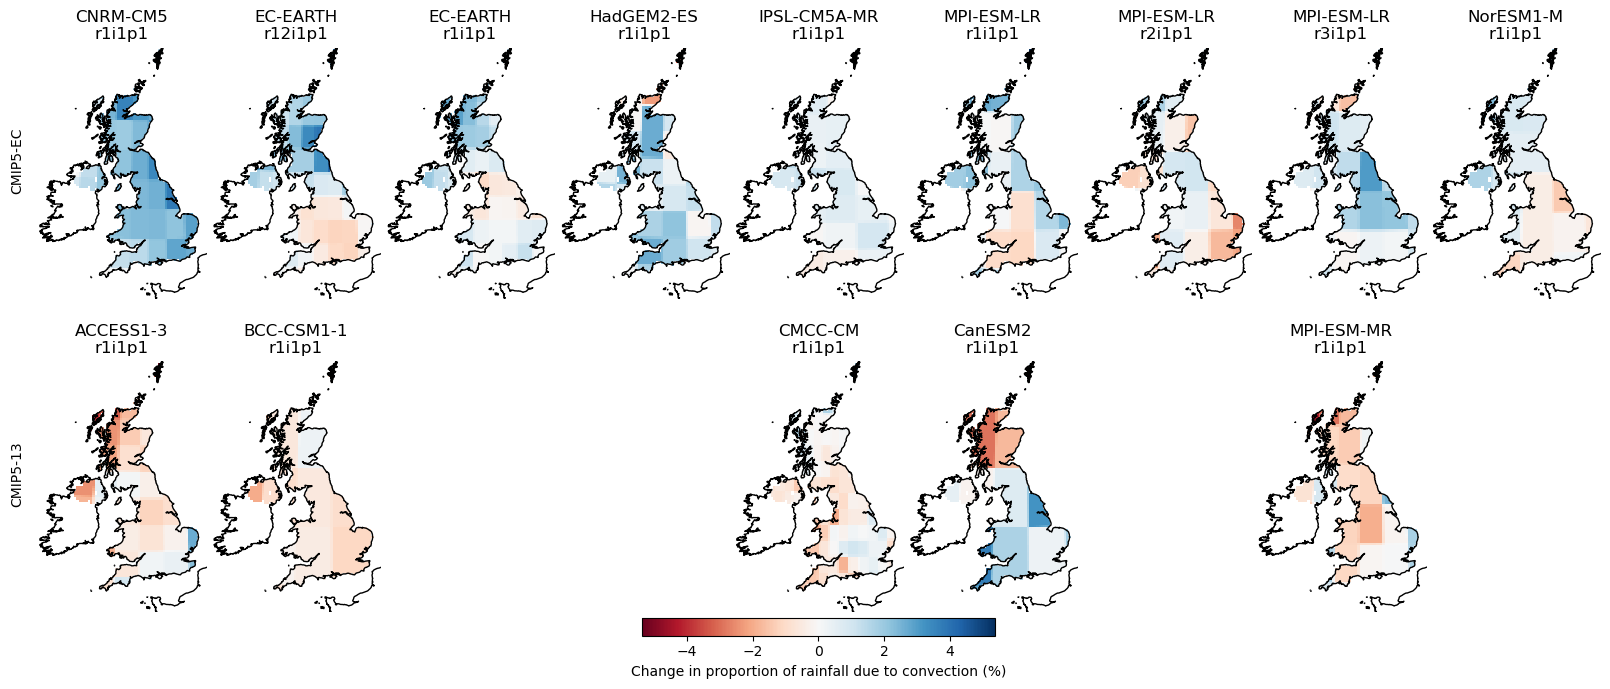 CNRM-CM5
r1i1p1
EC-EARTH
r12i1p1
EC-EARTH
r1i1p1
HadGEM2-ES
r1i1p1
IPSL-CM5A-MR
r1i1p1
MPI-ESM-LR
r1i1p1
MPI-ESM-LR
r2i1p1
MPI-ESM-LR
r3i1p1
NorESM1-M
r1i1p1
CMIP5-EC
ACCESS1-3
r1i1p1
BCC-CSM1-1
r1i1p1
CMCC-CM
r1i1p1
CanESM2
r1i1p1
MPI-ESM-MR
r1i1p1
CMIP5-13
−4 −2 0 2 4
Change in proportion of rainfall due to convection (%)